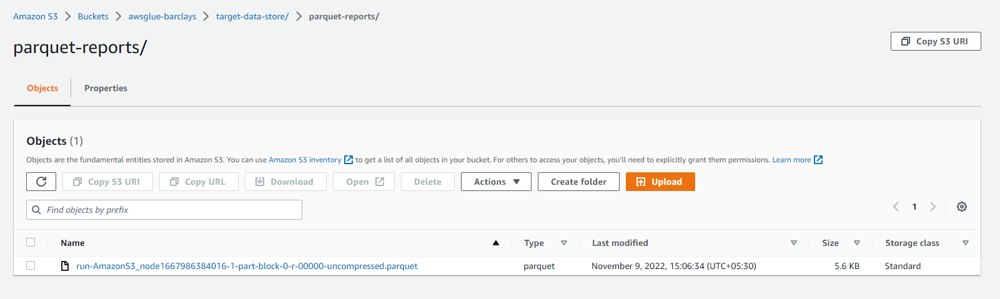 Amazon S3 > Buckets > awsglue-barclays > target-data-store/ > parquet-reports/
parquet-reports/
Copy S3 URI
Objects Properties
Objects (1)
Objects are the fundamental entities stored in Amazon S3. You can use Amazon S3 inventory to get a list of all objects in your bucket. For others to access your objects, you'll need to explicitly grant them permissions. Learn more
Copy S3 URI Copy URL Download Open Delete Actions Create folder Upload
Find objects by prefix
1
Name Type Last modified Size Storage class
run-AmazonS3_node1667986384016-1-part-block-0-r-00000-uncompressed.parquet parquet November 9, 2022, 15:06:34 (UTC+05:30) 5.6 KB Standard